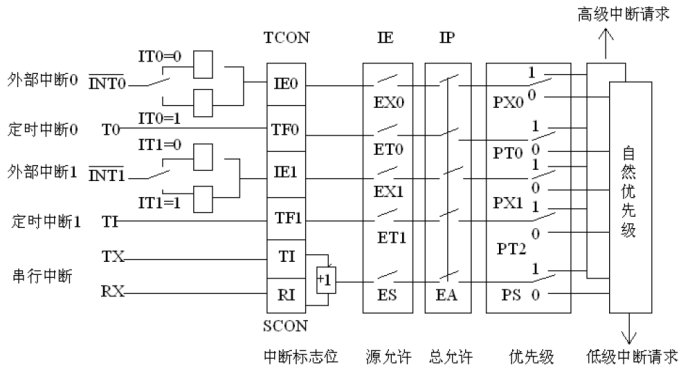 高级中断请求
TCON IE IP
IT0=0
外部中断0 INT0 IE0 EX0 PX0 1 0
IT0=1
定时中断0 T0 TF0 ET0 PT0 1 0
IT1=0
外部中断1 INT1 IE1 EX1 PX1 1 0
IT1=1
定时中断1 TI TF1 ET1 PT2 1 0
自然优先级
串行中断 TX TI
+1
RX RI ES EA PS 1 0
SCON
中断标志位 源允许 总允许 优先级 低级中断请求